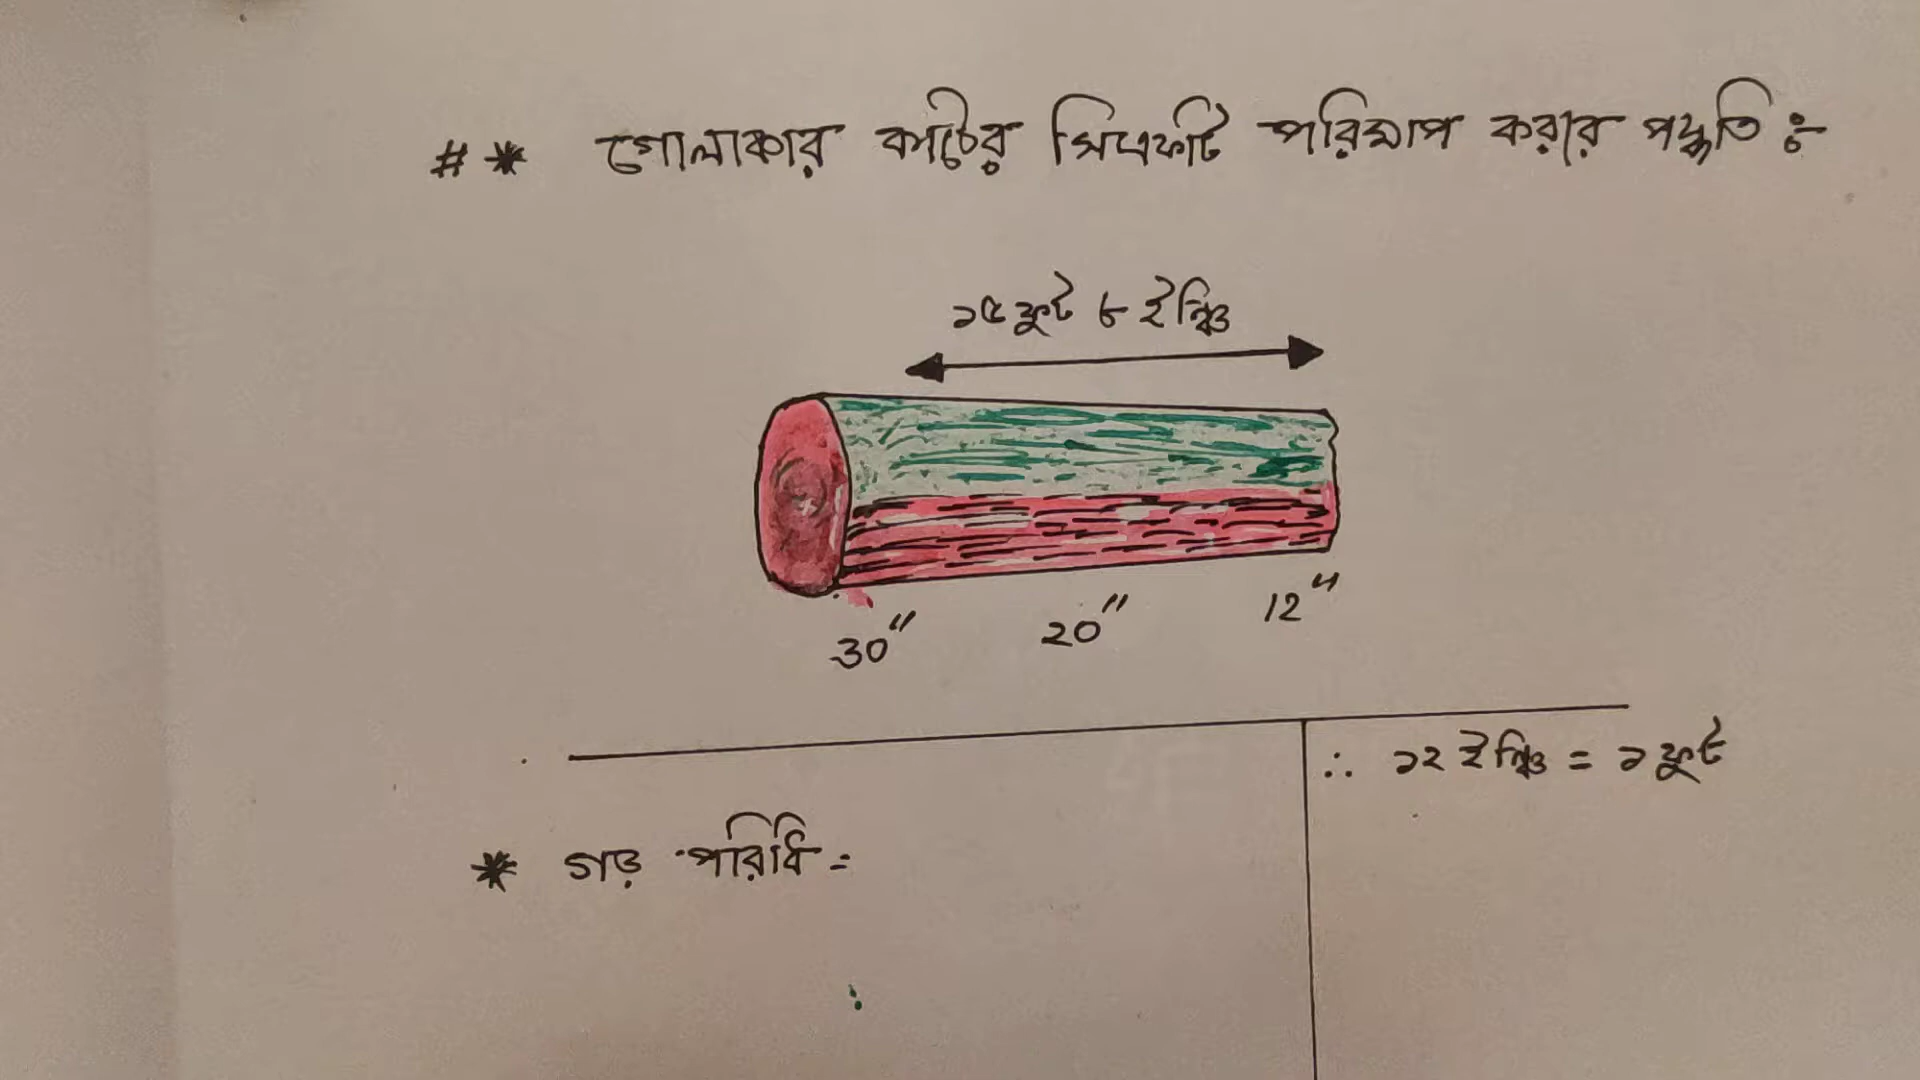 #* গোলাকার কাঠের সিএফটি পরিমাপ করার পদ্ধতি ঃ-
১৫ ফুট ৮ ইঞ্চি
30" 20" 12"
∴ ১২ ইঞ্চি = ১ ফুট
* গড় পরিধি =